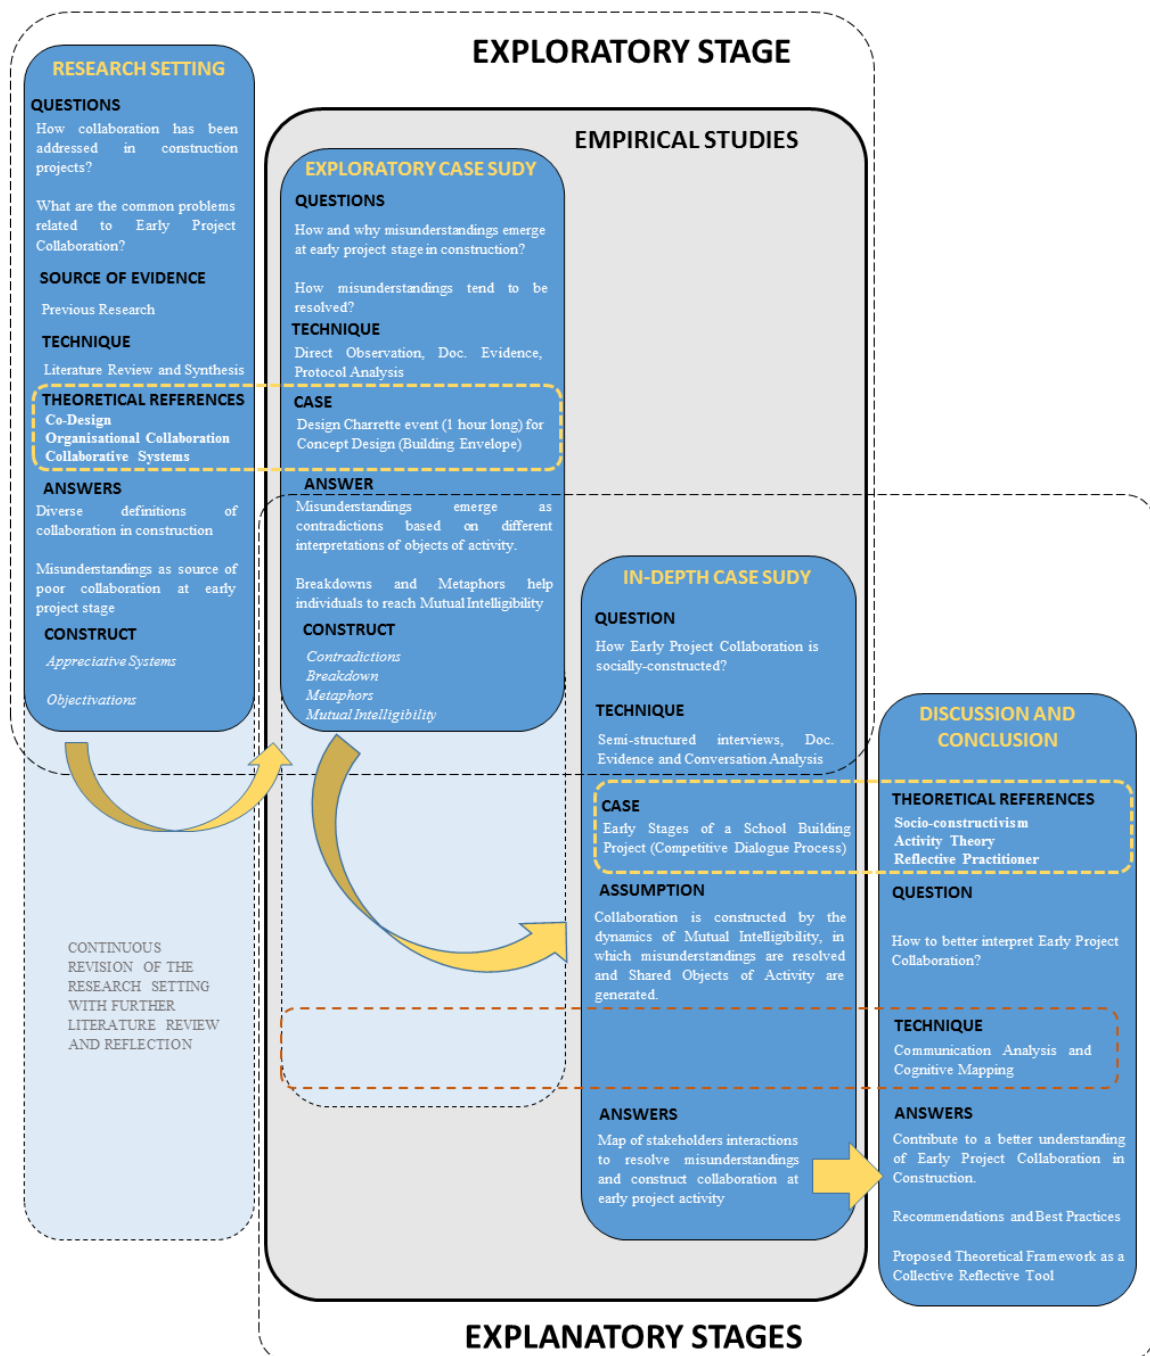 EXPLORATORY STAGE
RESEARCH SETTING
QUESTIONS
How collaboration has been
addressed in construction
projects?
What are the common problems
related to Early Project
Collaboration?
SOURCE OF EVIDENCE
Previous Research
TECHNIQUE
Literature Review and Synthesis
THEORETICAL REFERENCES
Co-Design
Organisational Collaboration
Collaborative Systems
ANSWERS
Diverse definitions of
collaboration in construction
Misunderstandings as source of
poor collaboration at early
project stage
CONSTRUCT
Appreciative Systems
Objectivations
CONTINUOUS
REVISION OF THE
RESEARCH SETTING
WITH FURTHER
LITERATURE REVIEW
AND REFLECTION
EMPIRICAL STUDIES
EXPLORATORY CASE SUDY
QUESTIONS
How and why misunderstandings emerge
at early project stage in construction?
How misunderstandings tend to be
resolved?
TECHNIQUE
Direct Observation, Doc. Evidence,
Protocol Analysis
CASE
Design Charrette event (1 hour long) for
Concept Design (Building Envelope)
ANSWER
Misunderstandings emerge as
contradictions based on different
interpretations of objects of activity.
Breakdowns and Metaphors help
individuals to reach Mutual Intelligibility
CONSTRUCT
Contradictions
Breakdown
Metaphors
Mutual Intelligibility
IN-DEPTH CASE SUDY
QUESTION
How Early Project Collaboration is
socially-constructed?
TECHNIQUE
Semi-structured interviews, Doc.
Evidence and Conversation Analysis
CASE
Early Stages of a School Building
Project (Competitive Dialogue Process)
ASSUMPTION
Collaboration is constructed by the
dynamics of Mutual Intelligibility, in
which misunderstandings are resolved
and Shared Objects of Activity are
generated.
ANSWERS
Map of stakeholders interactions
to resolve misunderstandings
and construct collaboration at
early project activity
DISCUSSION AND
CONCLUSION
THEORETICAL REFERENCES
Socio-constructivism
Activity Theory
Reflective Practitioner
QUESTION
How to better interpret Early Project
Collaboration?
TECHNIQUE
Communication Analysis and
Cognitive Mapping
ANSWERS
Contribute to a better understanding
of Early Project Collaboration in
Construction.
Recommendations and Best Practices
Proposed Theoretical Framework as a
Collective Reflective Tool
EXPLANATORY STAGES